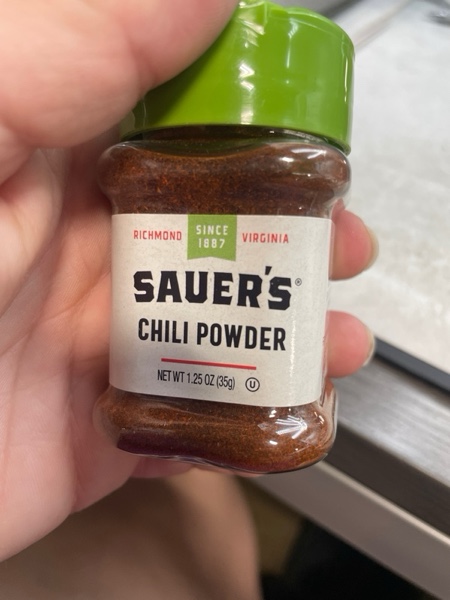 RICHMOND SINCE 1887 VIRGINIA
SAUER'S®
CHILI POWDER
NET WT 1.25 OZ (35g) U